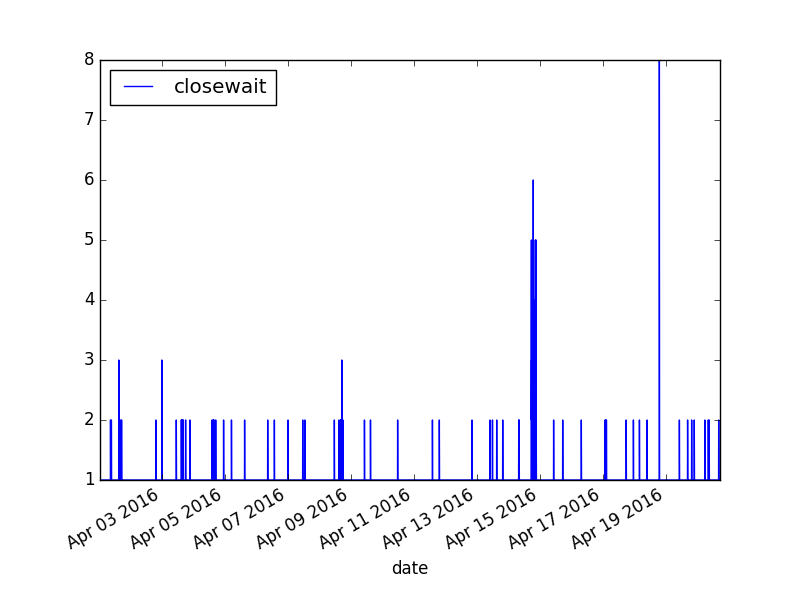 closewait
8
7
6
5
4
3
2
1
Apr 03 2016
Apr 05 2016
Apr 07 2016
Apr 09 2016
Apr 11 2016
Apr 13 2016
Apr 15 2016
Apr 17 2016
Apr 19 2016
date